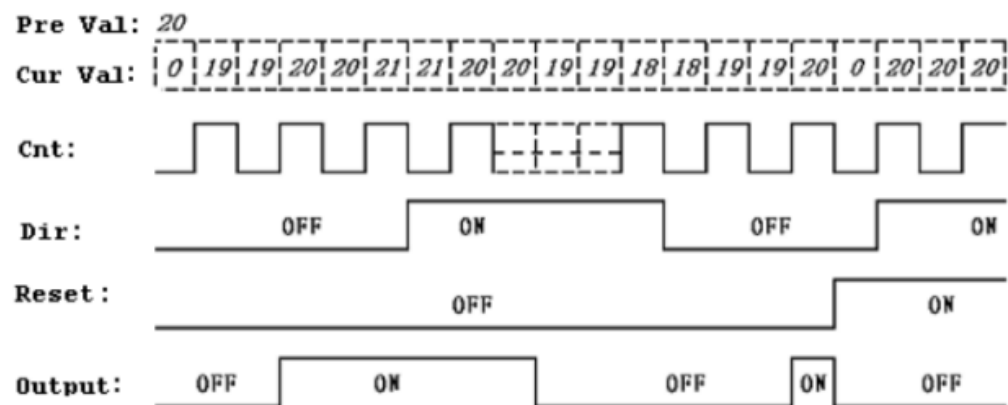 Pre Val: 20
Cur Val: 0 19 19 20 20 21 21 20 20 19 19 18 18 19 19 20 0 20 20 20
Cnt:
Dir: OFF ON OFF ON
Reset: OFF ON
Output: OFF ON OFF ON OFF